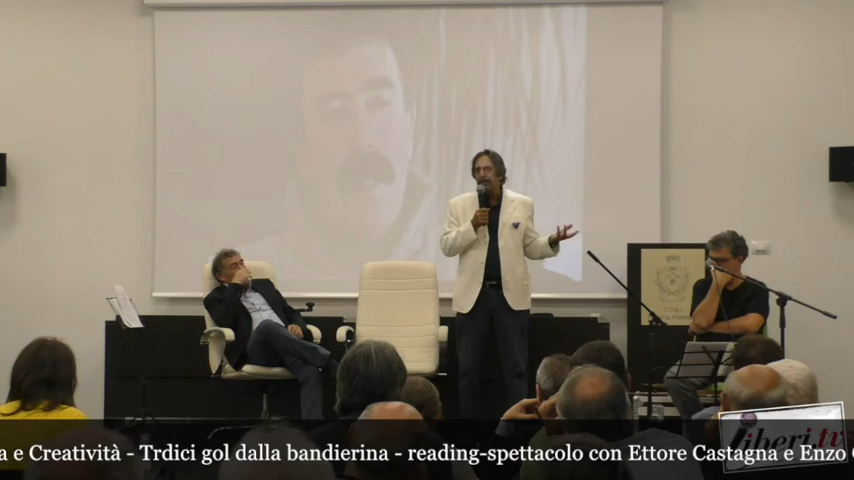 a e Creatività - Trdici gol dalla bandierina - reading-spettacolo con Ettore Castagna e Enzo
liberi.tv